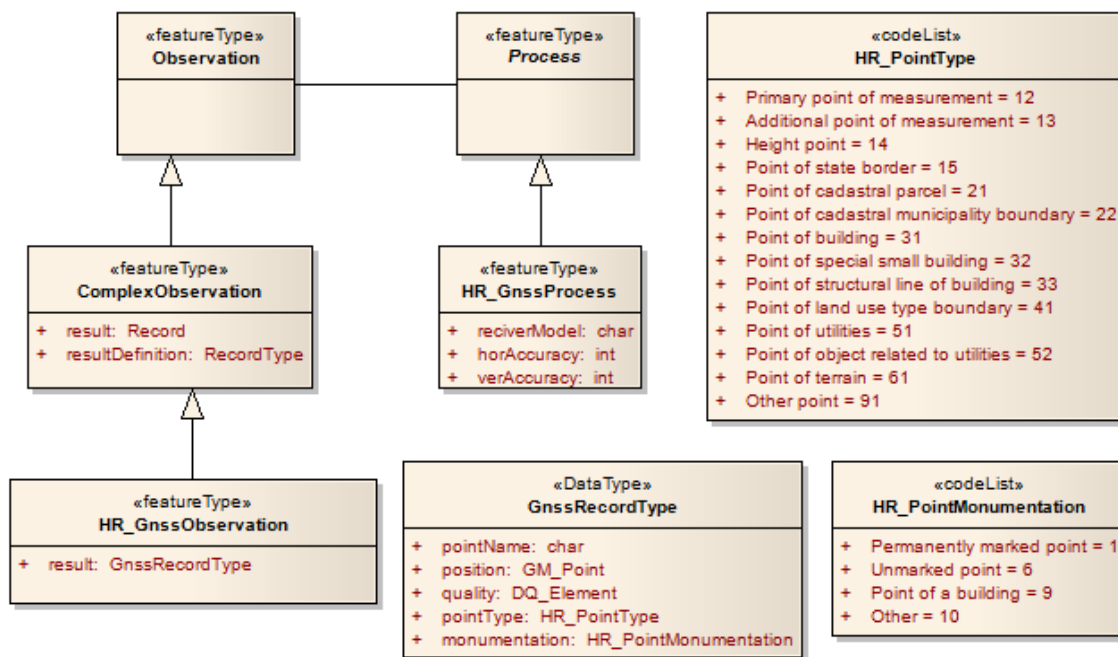 «featureType»
Observation
«featureType»
Process
«codeList»
HR_PointType
+ Primary point of measurement = 12
+ Additional point of measurement = 13
+ Height point = 14
+ Point of state border = 15
+ Point of cadastral parcel = 21
+ Point of cadastral municipality boundary = 22
+ Point of building = 31
+ Point of special small building = 32
+ Point of structural line of building = 33
+ Point of land use type boundary = 41
+ Point of utilities = 51
+ Point of object related to utilities = 52
+ Point of terrain = 61
+ Other point = 91
«featureType»
ComplexObservation
+ result: Record
+ resultDefinition: RecordType
«featureType»
HR_GnssProcess
+ reciverModel: char
+ horAccuracy: int
+ verAccuracy: int
«featureType»
HR_GnssObservation
+ result: GnssRecordType
«DataType»
GnssRecordType
+ pointName: char
+ position: GM_Point
+ quality: DQ_Element
+ pointType: HR_PointType
+ monumentation: HR_PointMonumentation
«codeList»
HR_PointMonumentation
+ Permanently marked point = 1
+ Unmarked point = 6
+ Point of a building = 9
+ Other = 10